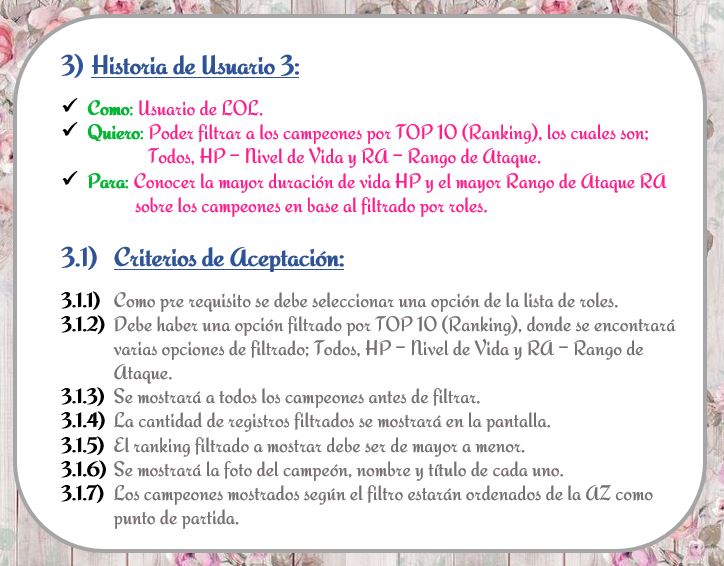 3) Historia de Usuario 3:
✓ Como: Usuario de LOL.
✓ Quiero: Poder filtrar a los campeones por TOP 10 (Ranking), los cuales son;
Todos, HP – Nivel de Vida y RA – Rango de Ataque.
✓ Para: Conocer la mayor duración de vida HP y el mayor Rango de Ataque RA
sobre los campeones en base al filtrado por roles.
3.1) Criterios de Aceptación:
3.1.1) Como pre requisito se debe seleccionar una opción de la lista de roles.
3.1.2) Debe haber una opción filtrado por TOP 10 (Ranking), donde se encontrará
varias opciones de filtrado; Todos, HP – Nivel de Vida y RA – Rango de
Ataque.
3.1.3) Se mostrará a todos los campeones antes de filtrar.
3.1.4) La cantidad de registros filtrados se mostrará en la pantalla.
3.1.5) El ranking filtrado a mostrar debe ser de mayor a menor.
3.1.6) Se mostrará la foto del campeón, nombre y título de cada uno.
3.1.7) Los campeones mostrados según el filtro estarán ordenados de la AZ como
punto de partida.